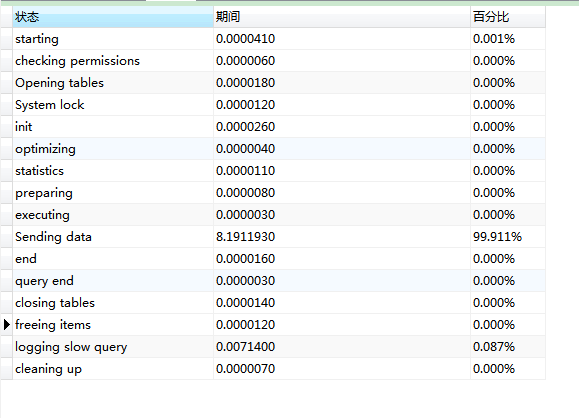 状态 期间 百分比
starting 0.0000410 0.001%
checking permissions 0.0000060 0.000%
Opening tables 0.0000180 0.000%
System lock 0.0000120 0.000%
init 0.0000260 0.000%
optimizing 0.0000040 0.000%
statistics 0.0000110 0.000%
preparing 0.0000080 0.000%
executing 0.0000030 0.000%
Sending data 8.1911930 99.911%
end 0.0000160 0.000%
query end 0.0000030 0.000%
closing tables 0.0000140 0.000%
freeing items 0.0000120 0.000%
logging slow query 0.0071400 0.087%
cleaning up 0.0000070 0.000%